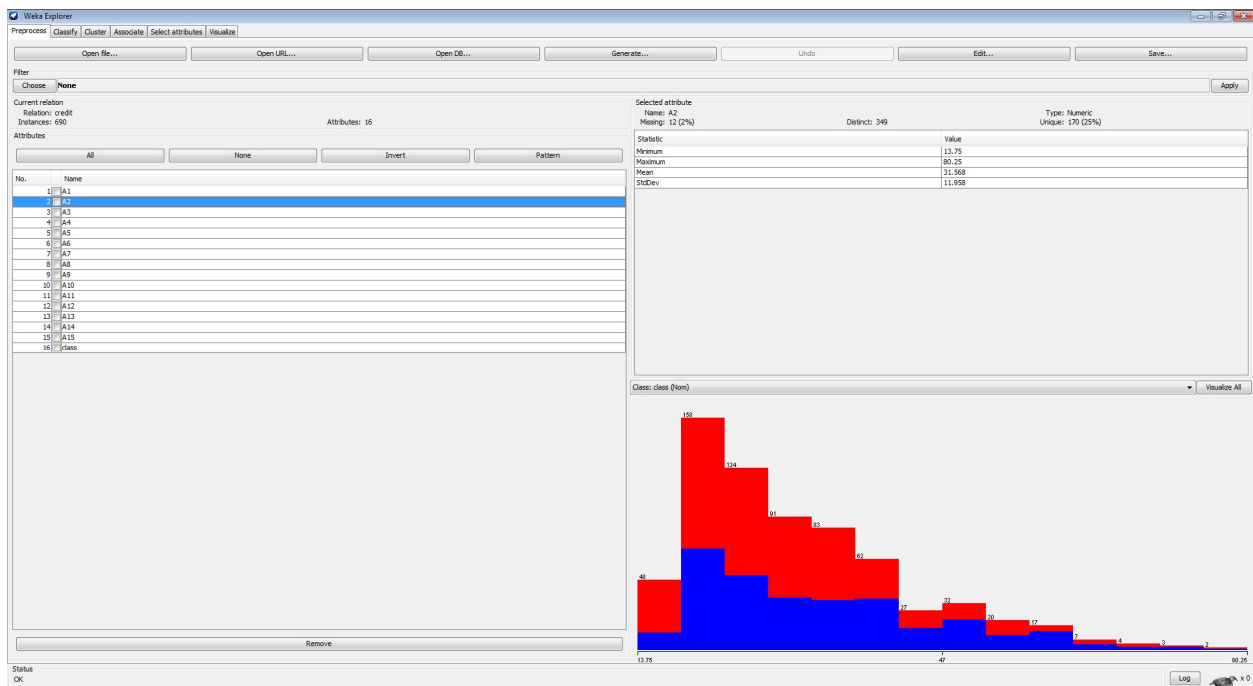 Weka Explorer
Preprocess Classify Cluster Associate Select attributes Visualize
Open file... Open URL... Open DB... Generate... Undo Edit... Save...
Filter
Choose None Apply
Current relation
Relation: credit
Instances: 690 Attributes: 16
Attributes
All None Invert Pattern
No. Name
1 A1
2 A2
3 A3
4 A4
5 A5
6 A6
7 A7
8 A8
9 A9
10 A10
11 A11
12 A12
13 A13
14 A14
15 A15
16 class
Remove
Selected attribute
Name: A2 Type: Numeric
Missing: 12 (2%) Distinct: 349 Unique: 170 (25%)
Statistic Value
Minimum 13.75
Maximum 80.25
Mean 31.568
StdDev 11.958
Class: class (Nom) Visualize All
158
124
91
83
62
48
27
32
20
17
7
4
3
2
13.75 47 80.25
Status
OK Log x 0